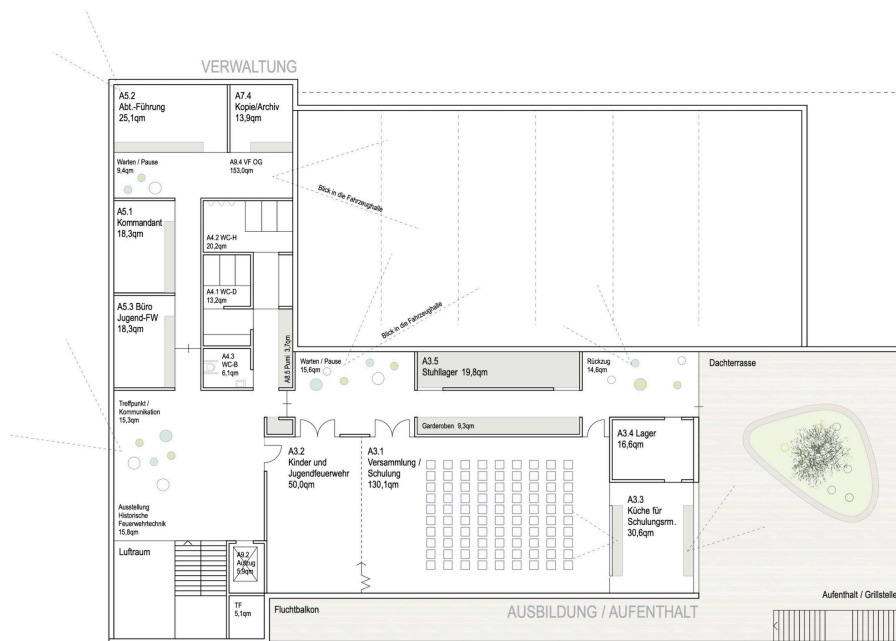 VERWALTUNG
A5.2
Abt.-Führung
25,1qm
A7.4
Kopie/Archiv
13,9qm
Warten / Pause
9,4qm
A9.4 VF OG
153,0qm
Blick in die Fahrzeughalle
A5.1
Kommandant
18,3qm
A4.2 WC-H
20,2qm
A4.1 WC-D
13,2qm
A5.3 Büro
Jugend-FW
18,3qm
Blick in die Fahrzeughalle
A4.3
WC-B
6,1qm
A8.5 Pumi 3,7qm
Warten / Pause
15,6qm
A3.5
Stuhllager 19,8qm
Rückzug
14,6qm
Dachterrasse
Treffpunkt /
Kommunikation
15,3qm
Garderoben 9,3qm
A3.4 Lager
16,6qm
A3.2
Kinder und
Jugendfeuerwehr
50,0qm
A3.1
Versammlung /
Schulung
130,1qm
A3.3
Küche für
Schulungsrm.
30,6qm
Ausstellung
Historische
Feuerwehrtechnik
15,8qm
Luftraum
A9.2
Aufzug
5,9qm
TF
5,1qm
Fluchtbalkon
AUSBILDUNG / AUFENTHALT
Aufenthalt / Grillstelle